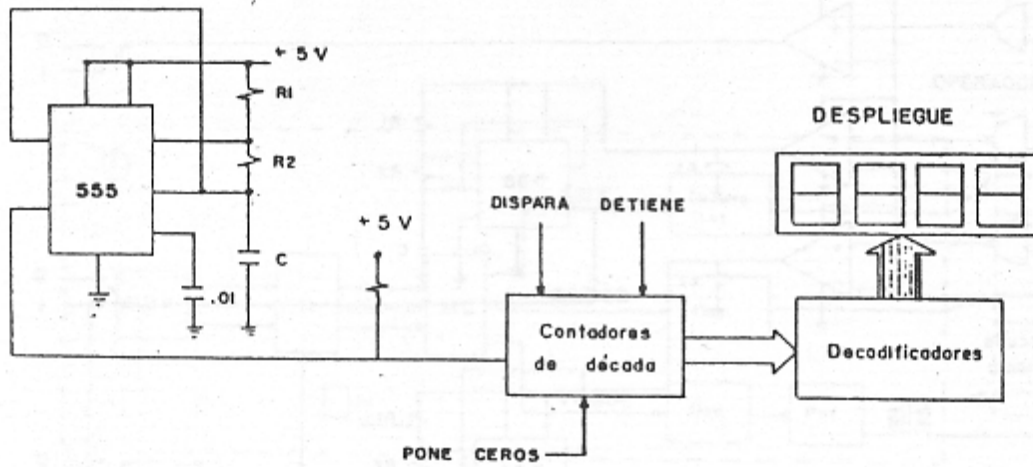 + 5 V
R1
R2
555
C
.01
+ 5 V
DISPARA
DETIENE
DESPLIEGUE
Contadores
de década
Decodificadores
PONE CEROS